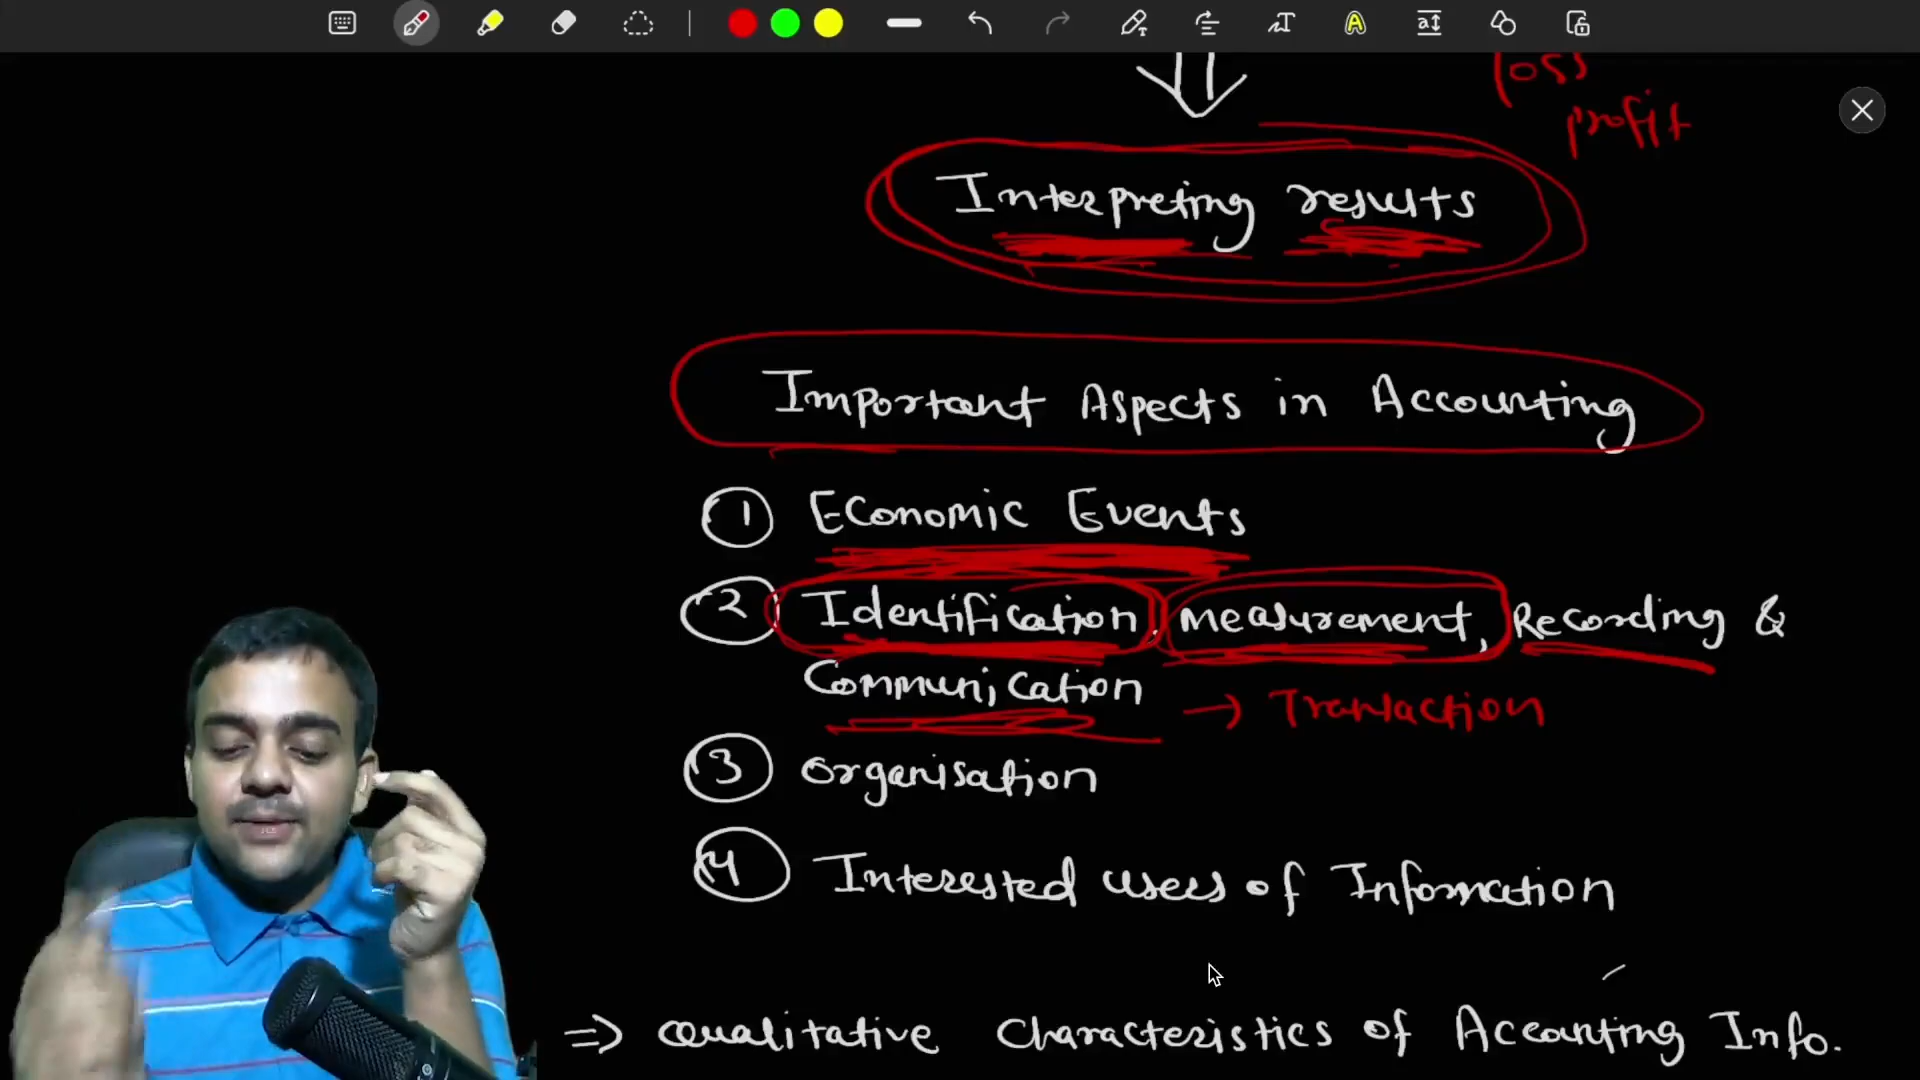 loss
profit
Interpreting results
Important Aspects in Accounting
1 Economic Events
2 Identification, measurement, Recording &
Communication → Tranlaction
3 organisation
4 Interested users of Information
⇒ Qualitative characteristics of Accounting Info.